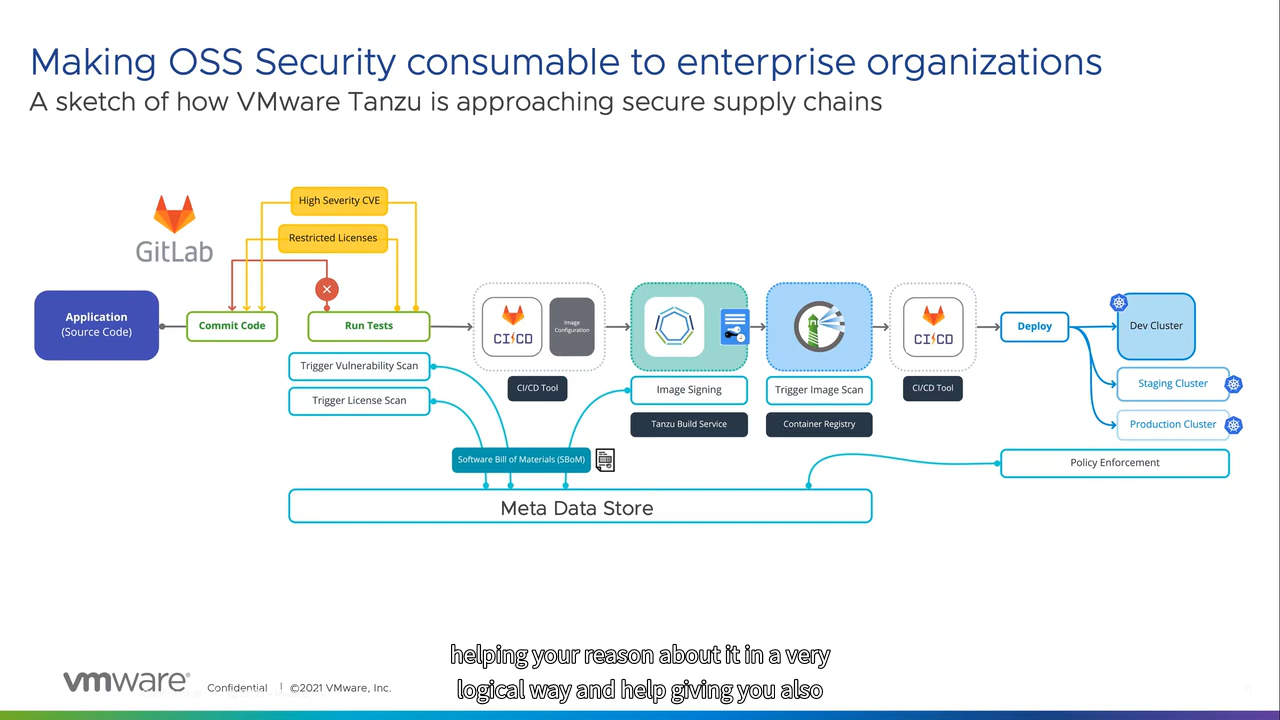 Making OSS Security consumable to enterprise organizations
A sketch of how VMware Tanzu is approaching secure supply chains
High Severity CVE
Restricted Licenses
GitLab
Application
(Source Code)
Commit Code
Run Tests
CI/CD
Image
Configuration
CI/CD
Deploy
Dev Cluster
Trigger Vulnerability Scan
Trigger License Scan
CI/CD Tool
Image Signing
Trigger Image Scan
CI/CD Tool
Staging Cluster
Tanzu Build Service
Container Registry
Production Cluster
Software Bill of Materials (SBoM)
Policy Enforcement
Meta Data Store
helping your reason about it in a very
logical way and help giving you also
vmware®
Confidential | ©2021 VMware, Inc.